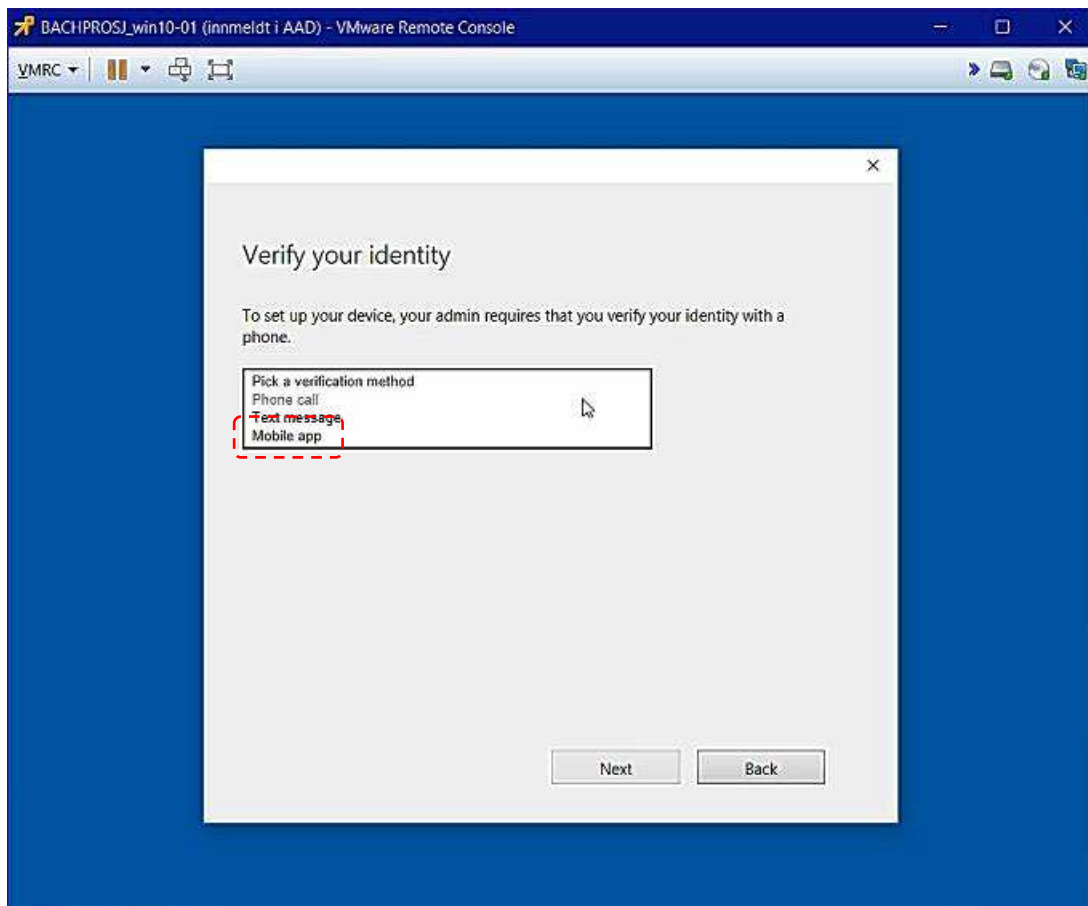 BACHPROSJ_win10-01 (innmeldt i AAD) - VMware Remote Console
VMRC
Verify your identity
To set up your device, your admin requires that you verify your identity with a
phone.
Pick a verification method
Phone call
Text message
Mobile app
Next
Back